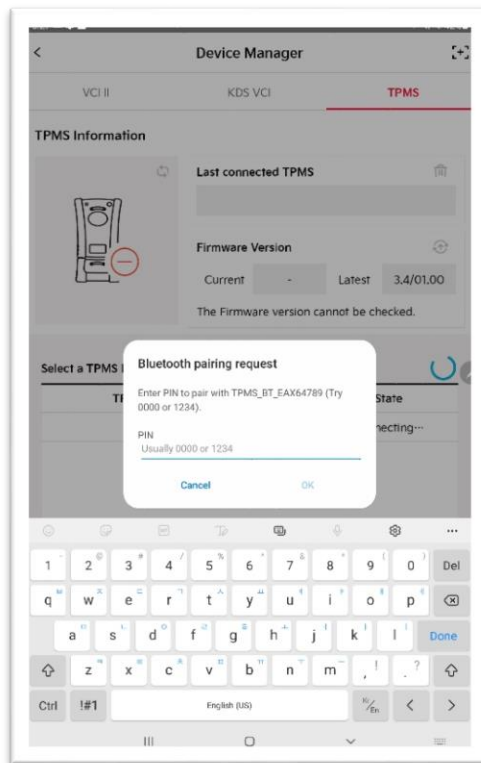 Device Manager
VCI II
KDS VCI
TPMS
TPMS Information
Last connected TPMS
Firmware Version
Current
-
Latest
3.4/01.00
The Firmware version cannot be checked.
Select a TPMS
State
necting···
Bluetooth pairing request
Enter PIN to pair with TPMS_BT_EAX64789 (Try
0000 or 1234).
PIN
Usually 0000 or 1234
Cancel
OK
1 2 3 4 5 6 7 8 9 0 Del
q w e r t y u i o p
a s d f g h j k l Done
z x c v b n m , ! . ?
Ctrl !#1 English (US) < >